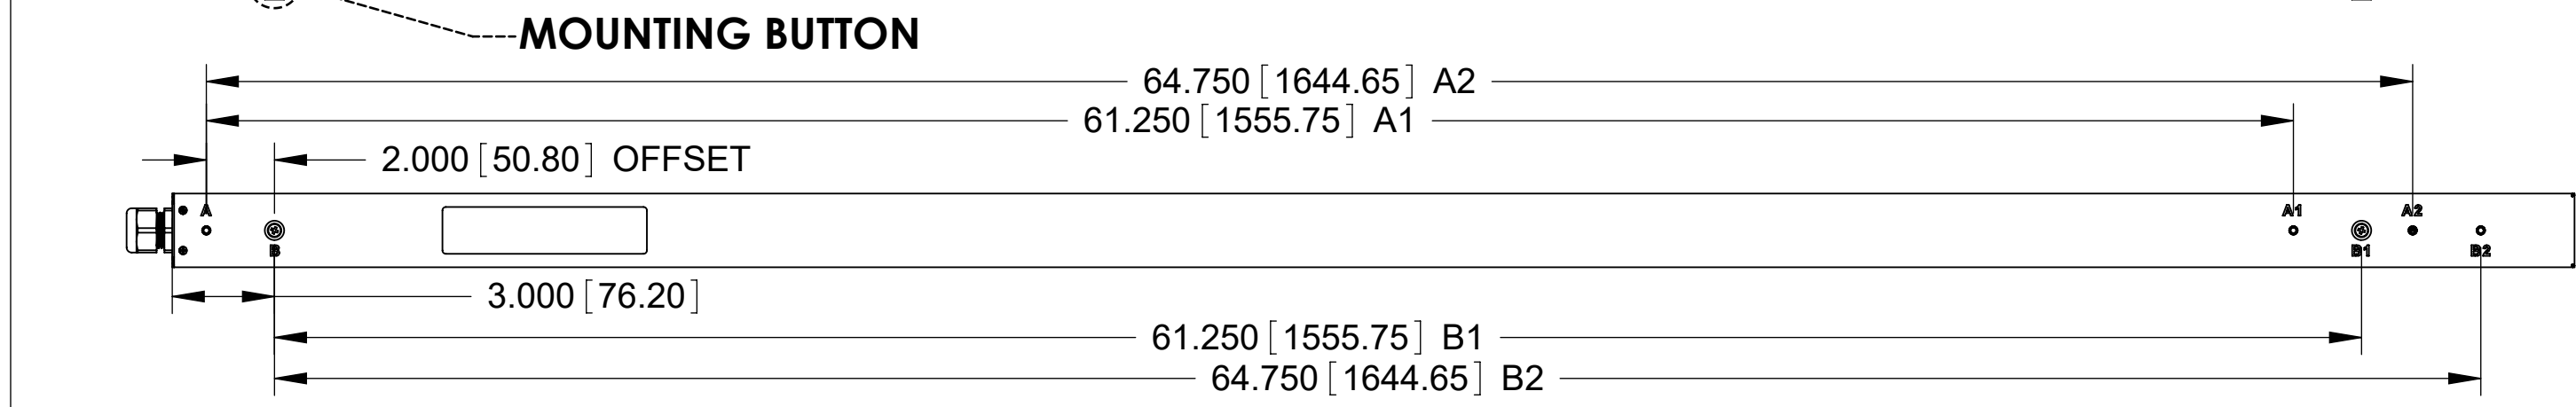 MOUNTING BUTTON
64.750 [1644.65] A2
61.250 [1555.75] A1
2.000 [50.80] OFFSET
A A1 A2
B B1 B2
3.000 [76.20]
61.250 [1555.75] B1
64.750 [1644.65] B2